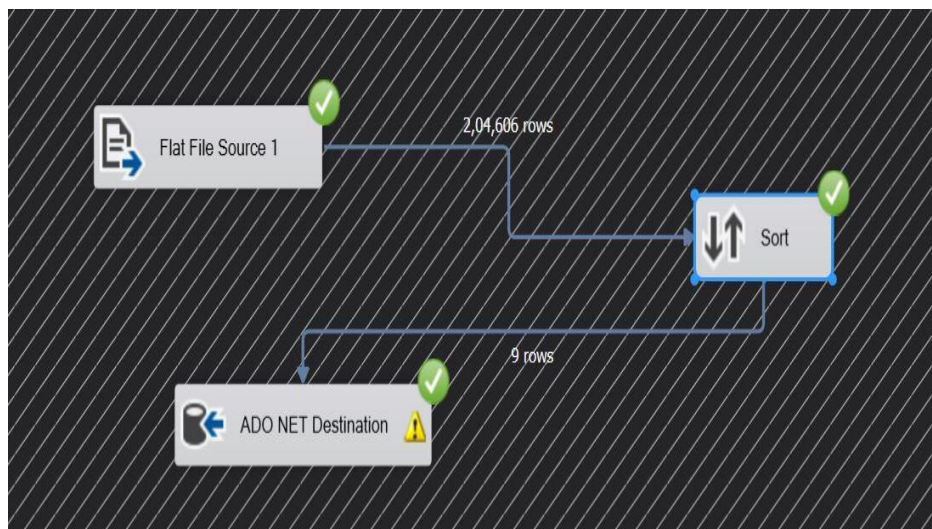 Flat File Source 1
2,04,606 rows
Sort
9 rows
ADO NET Destination